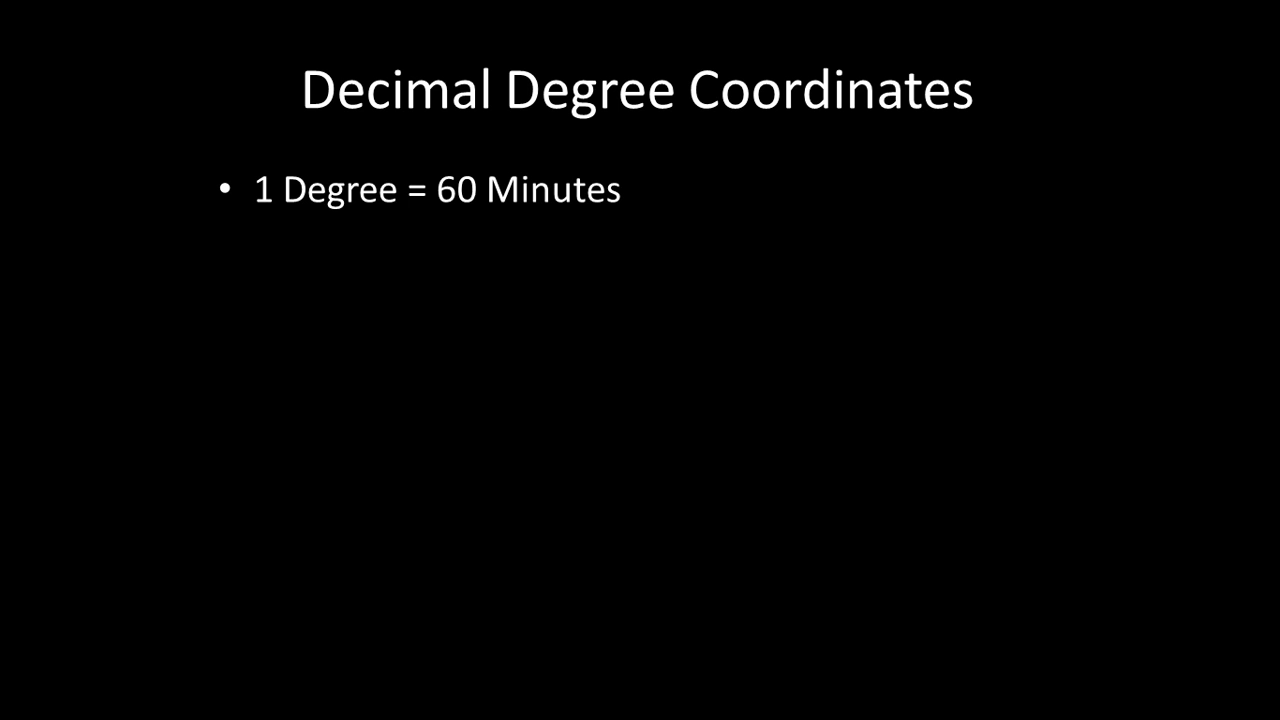 Decimal Degree Coordinates
• 1 Degree = 60 Minutes